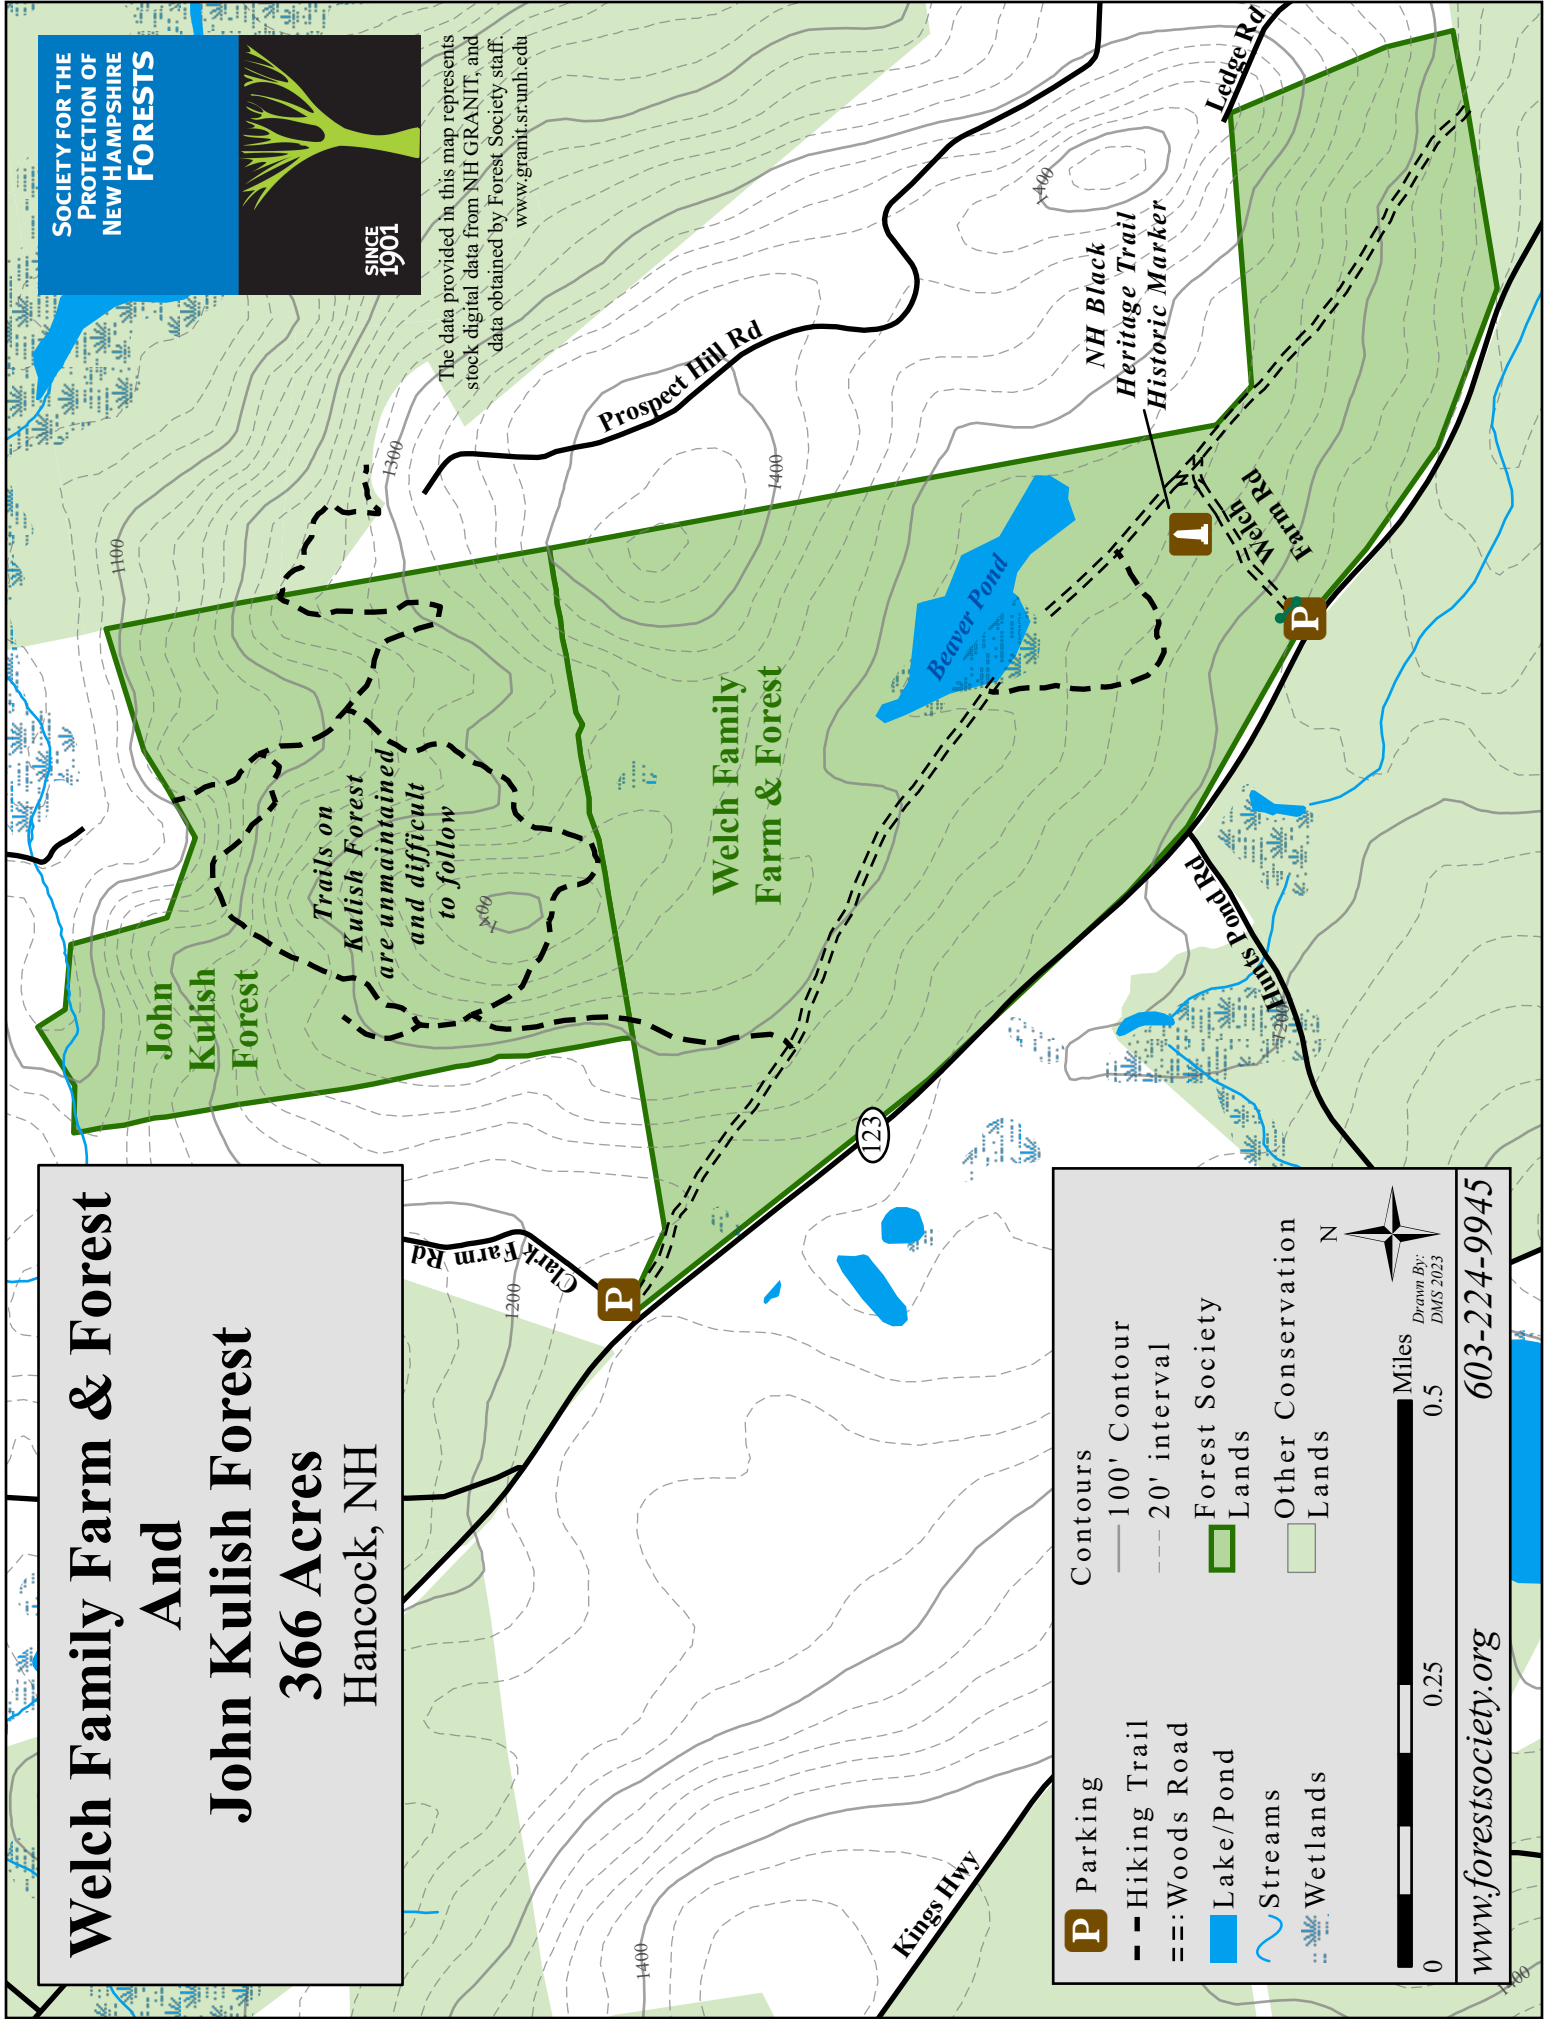 Welch Family Farm & Forest
And
John Kulish Forest
366 Acres
Hancock, NH
SOCIETY FOR THE
PROTECTION OF
NEW HAMPSHIRE
FORESTS
SINCE
1901
The data provided in this map represents
stock digital data from NH GRANIT, and
data obtained by Forest Society staff.
www.granit.sr.unh.edu
John
Kulish
Forest
Trails on
Kulish Forest
are unmaintained
and difficult
to follow
1100
1300
1400
1400
Prospect Hill Rd
Clark Farm Rd
1200
P
Welch Family
Farm & Forest
Beaver Pond
1400
NH Black
Heritage Trail
Historic Marker
Ledge Rd
Welch
Farm Rd
P
123
Hunts Pond Rd
1200
1400
Kings Hwy
1400
P Parking
Hiking Trail
Woods Road
Lake/Pond
Streams
Wetlands
Contours
100' Contour
20' interval
Forest Society
Lands
Other Conservation
Lands
N
0
0.25
0.5
Miles
Drawn By:
DMS 2023
www.forestsociety.org
603-224-9945